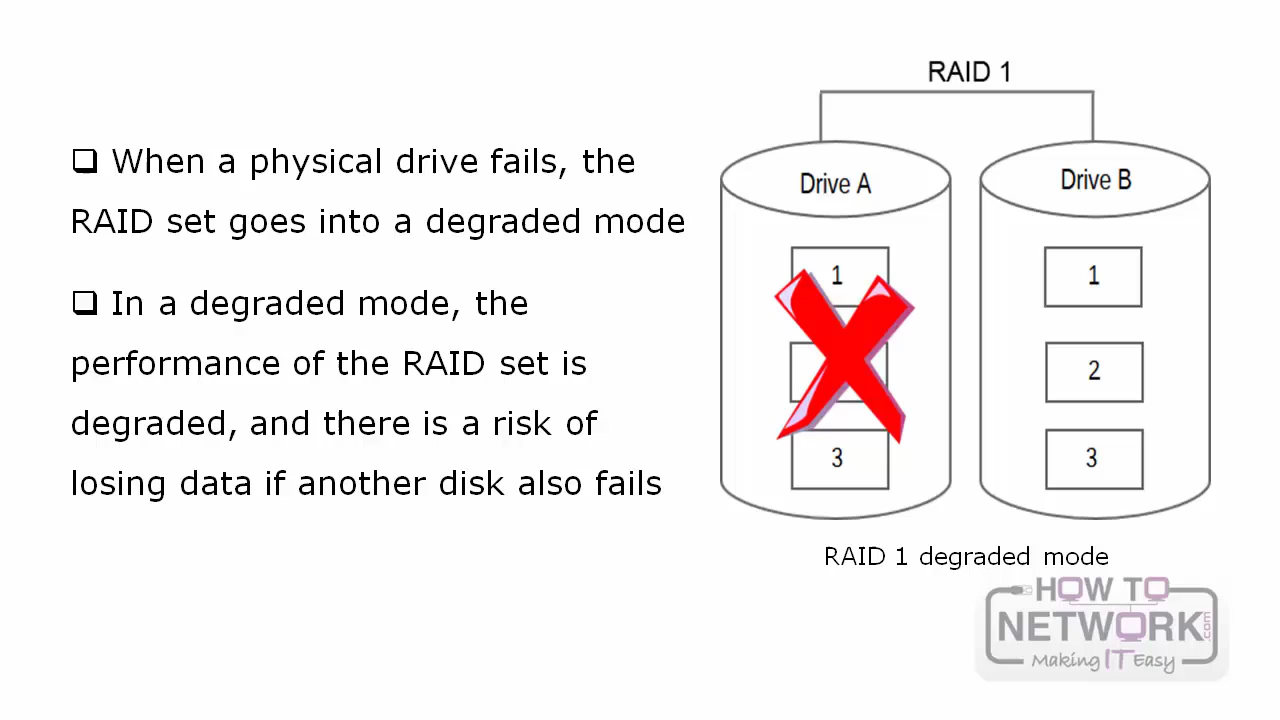 ❑ When a physical drive fails, the
RAID set goes into a degraded mode
❑ In a degraded mode, the
performance of the RAID set is
degraded, and there is a risk of
losing data if another disk also fails
RAID 1
Drive A
Drive B
1
1
2
3
3
RAID 1 degraded mode
HOW TO
NETWORK.com
Making IT Easy